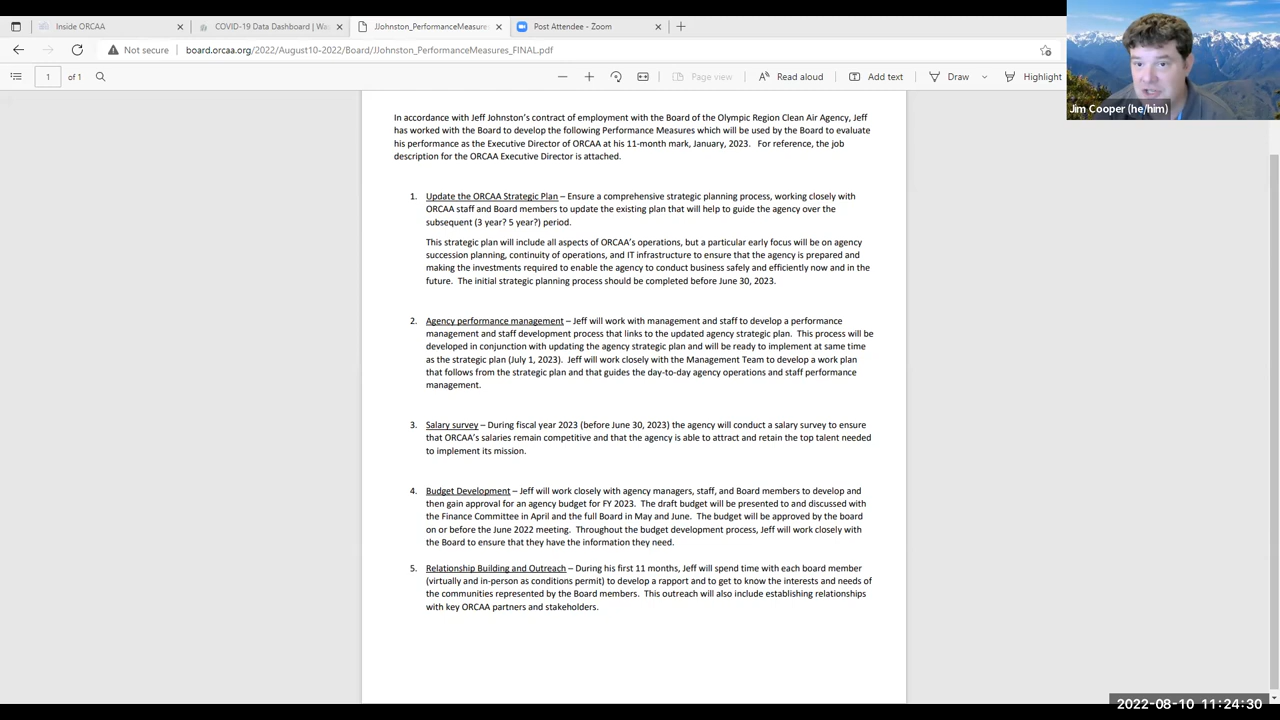 Inside ORCAA
COVID-19 Data Dashboard | Wa
JJohnston_PerformanceMeasure
Post Attendee - Zoom
Not secure
board.orcaa.org/2022/August10-2022/Board/JJohnston_PerformanceMeasures_FINAL.pdf
1 of 1
Page view
Read aloud
Add text
Draw
Highlight
Jim Cooper (he/him)
In accordance with Jeff Johnston's contract of employment with the Board of the Olympic Region Clean Air Agency, Jeff
has worked with the Board to develop the following Performance Measures which will be used by the Board to evaluate
his performance as the Executive Director of ORCAA at his 11-month mark, January, 2023. For reference, the job
description for the ORCAA Executive Director is attached.
1. Update the ORCAA Strategic Plan – Ensure a comprehensive strategic planning process, working closely with
ORCAA staff and Board members to update the existing plan that will help to guide the agency over the
subsequent (3 year? 5 year?) period.
This strategic plan will include all aspects of ORCAA's operations, but a particular early focus will be on agency
succession planning, continuity of operations, and IT infrastructure to ensure that the agency is prepared and
making the investments required to enable the agency to conduct business safely and efficiently now and in the
future. The initial strategic planning process should be completed before June 30, 2023.
2. Agency performance management – Jeff will work with management and staff to develop a performance
management and staff development process that links to the updated agency strategic plan. This process will be
developed in conjunction with updating the agency strategic plan and will be ready to implement at same time
as the strategic plan (July 1, 2023). Jeff will work closely with the Management Team to develop a work plan
that follows from the strategic plan and that guides the day-to-day agency operations and staff performance
management.
3. Salary survey – During fiscal year 2023 (before June 30, 2023) the agency will conduct a salary survey to ensure
that ORCAA's salaries remain competitive and that the agency is able to attract and retain the top talent needed
to implement its mission.
4. Budget Development – Jeff will work closely with agency managers, staff, and Board members to develop and
then gain approval for an agency budget for FY 2023. The draft budget will be presented to and discussed with
the Finance Committee in April and the full Board in May and June. The budget will be approved by the board
on or before the June 2022 meeting. Throughout the budget development process, Jeff will work closely with
the Board to ensure that they have the information they need.
5. Relationship Building and Outreach – During his first 11 months, Jeff will spend time with each board member
(virtually and in-person as conditions permit) to develop a rapport and to get to know the interests and needs of
the communities represented by the Board members. This outreach will also include establishing relationships
with key ORCAA partners and stakeholders.
2022-08-10 11:24:30